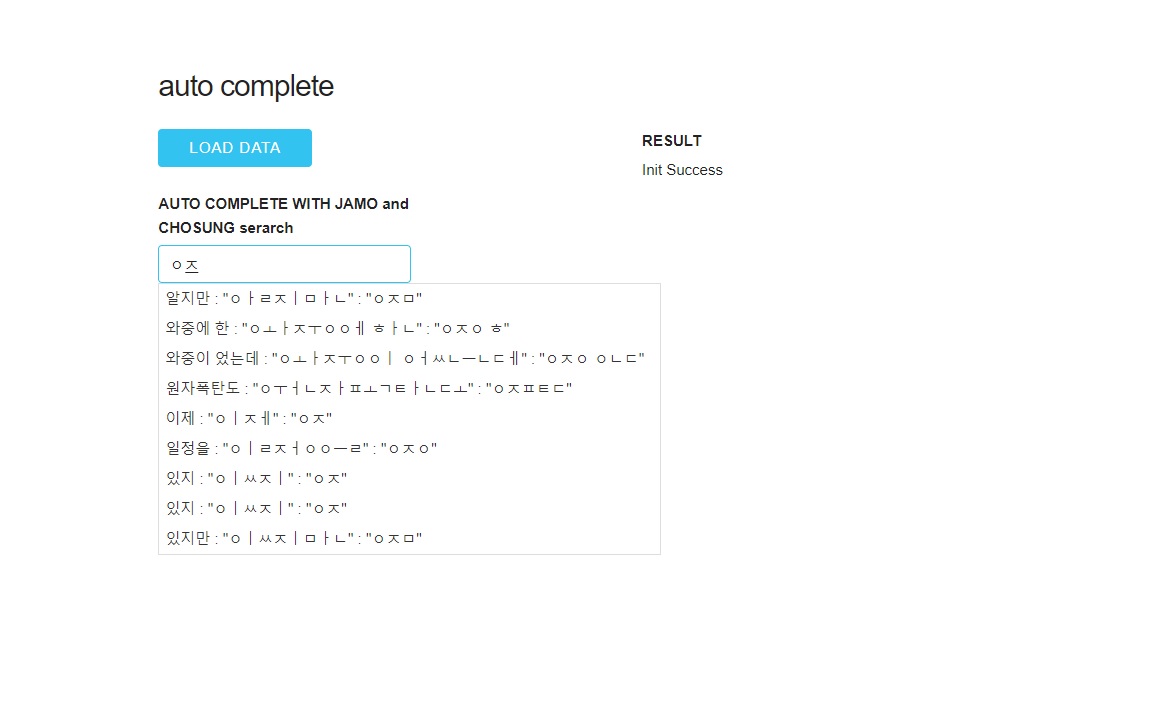 auto complete
LOAD DATA
RESULT
Init Success
AUTO COMPLETE WITH JAMO and
CHOSUNG serarch
ㅇㅈ
알지만 : "ㅇㅏㄹㅈㅣㅁㅏㄴ" : "ㅇㅈㅁ"
와중에 한 : "ㅇㅗㅏㅈㅜㅇㅇㅔ ㅎㅏㄴ" : "ㅇㅈㅇ ㅎ"
와중이 었는데 : "ㅇㅗㅏㅈㅜㅇㅇㅣ ㅇㅓㅆㄴㅡㄴㄷㅔ" : "ㅇㅈㅇ ㅇㄴㄷ"
원자폭탄도 : "ㅇㅜㅓㄴㅈㅏㅍㅗㄱㅌㅏㄴㄷㅗ" : "ㅇㅈㅍㅌㄷ"
이제 : "ㅇㅣㅈㅔ" : "ㅇㅈ"
일정을 : "ㅇㅣㄹㅈㅓㅇㅇㅡㄹ" : "ㅇㅈㅇ"
있지 : "ㅇㅣㅆㅈㅣ" : "ㅇㅈ"
있지 : "ㅇㅣㅆㅈㅣ" : "ㅇㅈ"
있지만 : "ㅇㅣㅆㅈㅣㅁㅏㄴ" : "ㅇㅈㅁ"